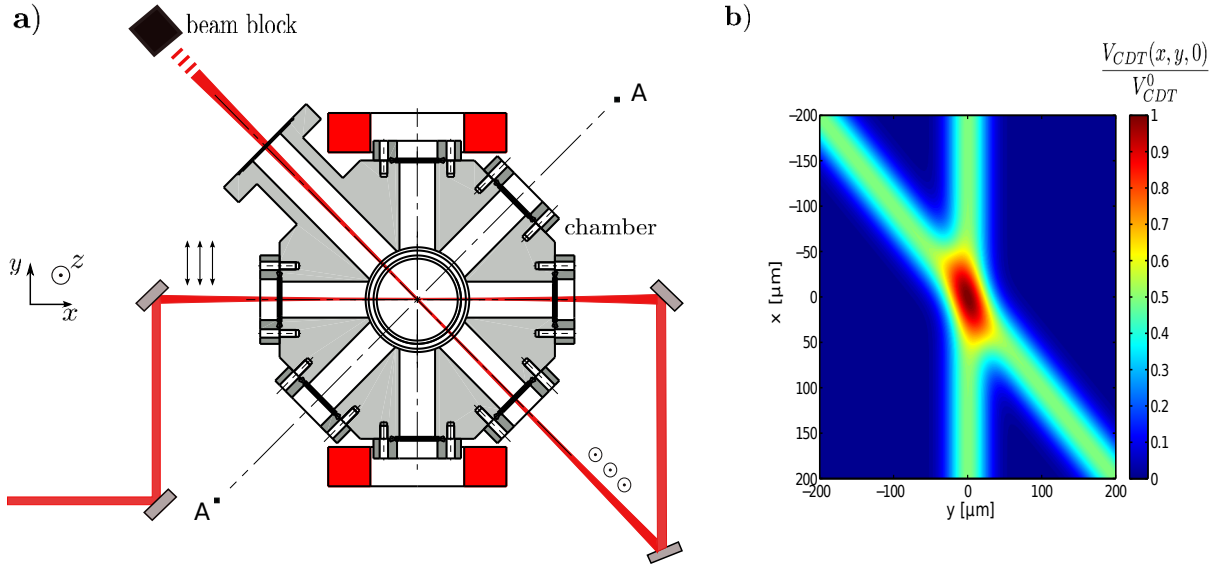 a)
beam block
A
chamber
y
z
x
A
b)
V_CDT(x, y, 0)
V^0_CDT
−200
−150
−100
−50
0
50
100
150
200
x [μm]
−200
−100
0
100
200
y [μm]
1
0.9
0.8
0.7
0.6
0.5
0.4
0.3
0.2
0.1
0